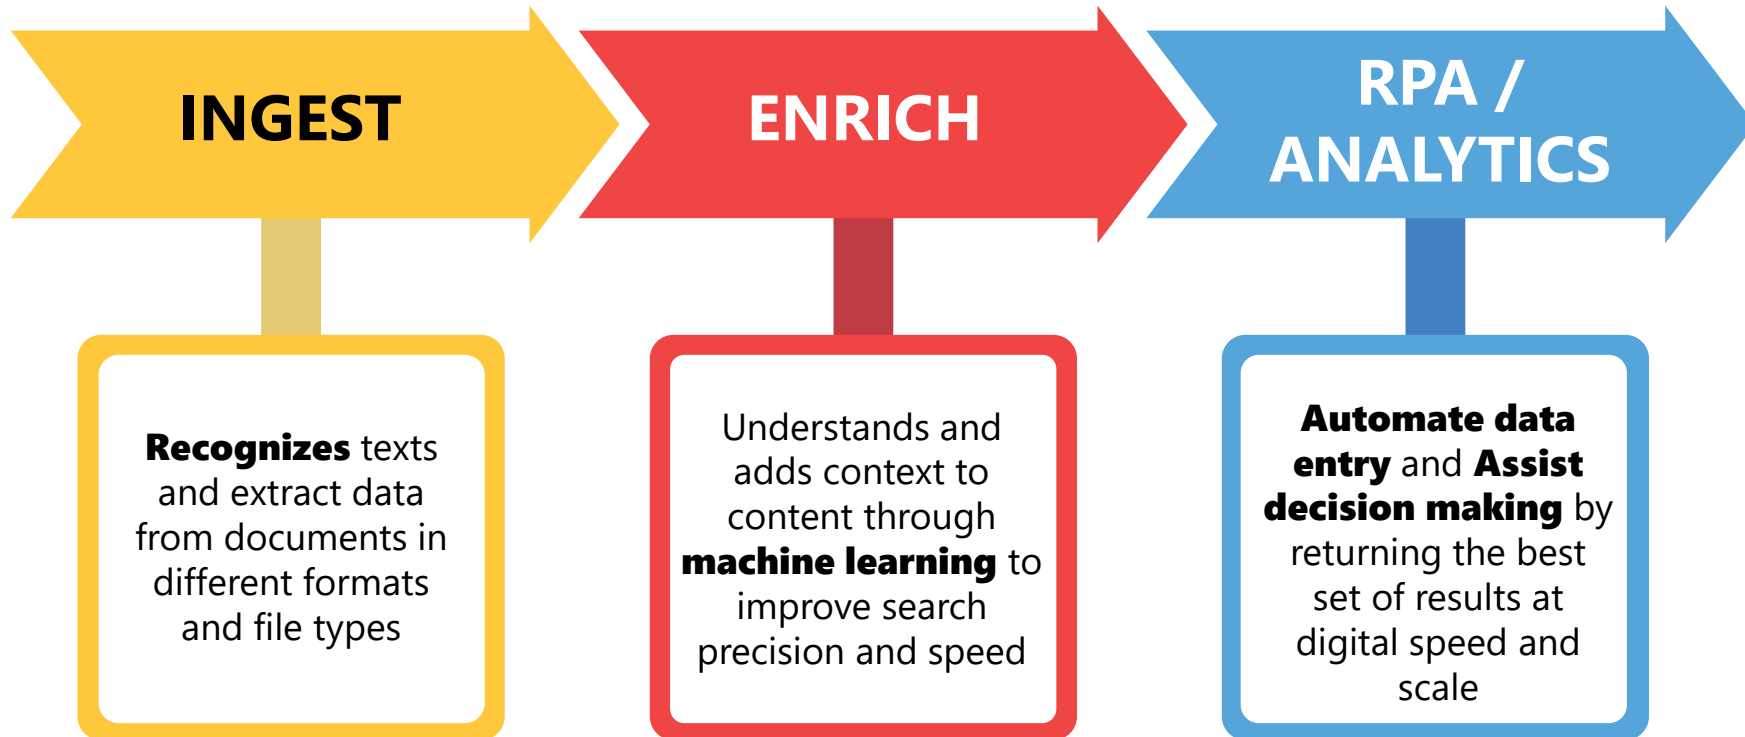 INGEST
ENRICH
RPA /
ANALYTICS
Recognizes texts
and extract data
from documents in
different formats
and file types
Understands and
adds context to
content through
machine learning to
improve search
precision and speed
Automate data
entry and Assist
decision making by
returning the best
set of results at
digital speed and
scale